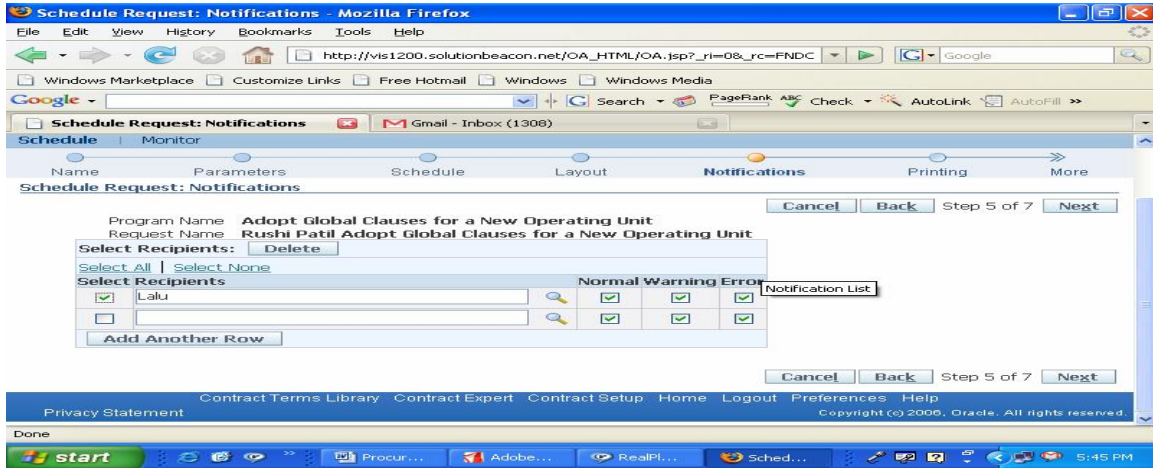 Schedule Request: Notifications - Mozilla Firefox
File Edit View History Bookmarks Tools Help
http://vis1200.solutionbeacon.net/OA_HTML/OA.jsp?_ri=0&_rc=FNDC
Google
Windows Marketplace Customize Links Free Hotmail Windows Windows Media
Google Search PageRank ABC Check AutoLink AutoFill
Schedule Request: Notifications Gmail - Inbox (1308)
Schedule | Monitor
Name Parameters Schedule Layout Notifications Printing More
Schedule Request: Notifications
Cancel Back Step 5 of 7 Next
Program Name Adopt Global Clauses for a New Operating Unit
Request Name Rushi Patil Adopt Global Clauses for a New Operating Unit
Select Recipients: Delete
Select All | Select None
Select Recipients Normal Warning Error
Lalu
Notification List
Add Another Row
Cancel Back Step 5 of 7 Next
Contract Terms Library Contract Expert Contract Setup Home Logout Preferences Help
Privacy Statement Copyright (c) 2006, Oracle. All rights reserved.
Done
start Procur... Adobe... RealPl... Sched... 5:45 PM